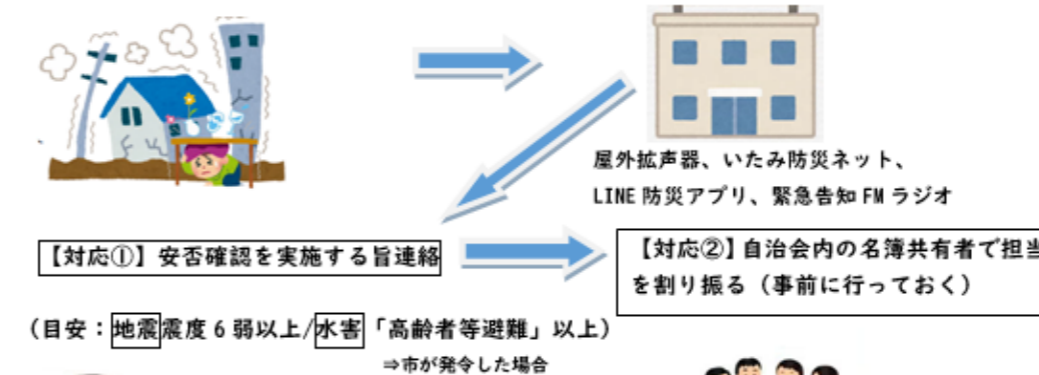 屋外拡声器、いたみ防災ネット、
LINE 防災アプリ、緊急告知 FM ラジオ
【対応①】安否確認を実施する旨連絡
【対応②】自治会内の名簿共有者で担当
を割り振る（事前に行っておく）
（目安：地震震度６弱以上/水害「高齢者等避難」以上）
⇒市が発令した場合